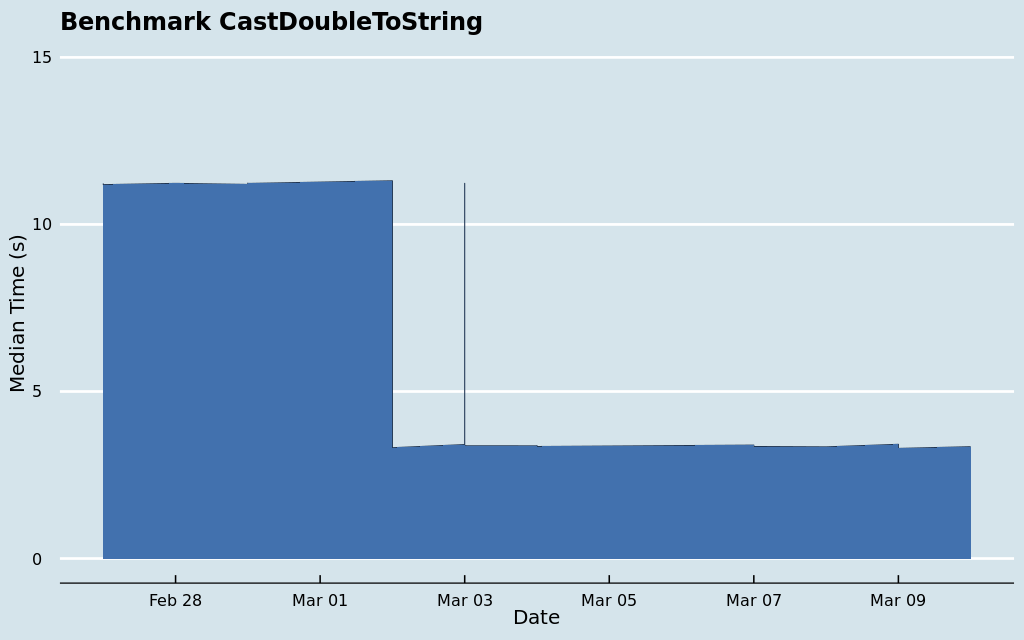 Benchmark CastDoubleToString
15
10
5
0
Median Time (s)
Feb 28 Mar 01 Mar 03 Mar 05 Mar 07 Mar 09
Date